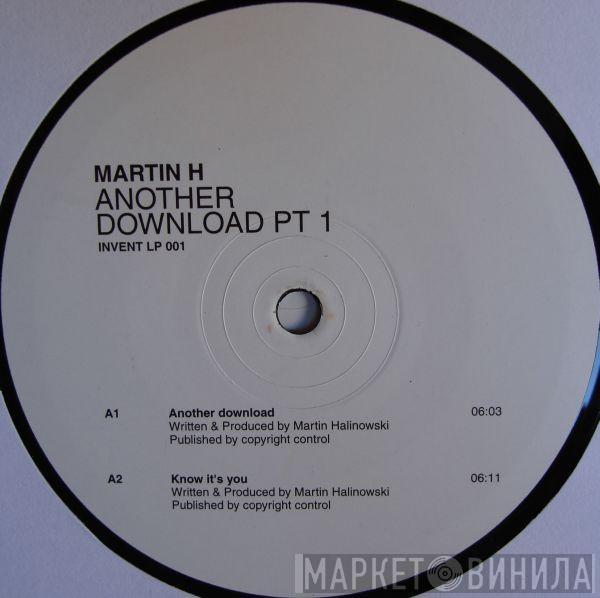 MARTIN H
ANOTHER
DOWNLOAD PT 1
INVENT LP 001
A1 Another download 06:03
Written & Produced by Martin Halinowski
Published by copyright control
A2 Know it's you 06:11
Written & Produced by Martin Halinowski
Published by copyright control
МАРКЕТ ВИНИЛА